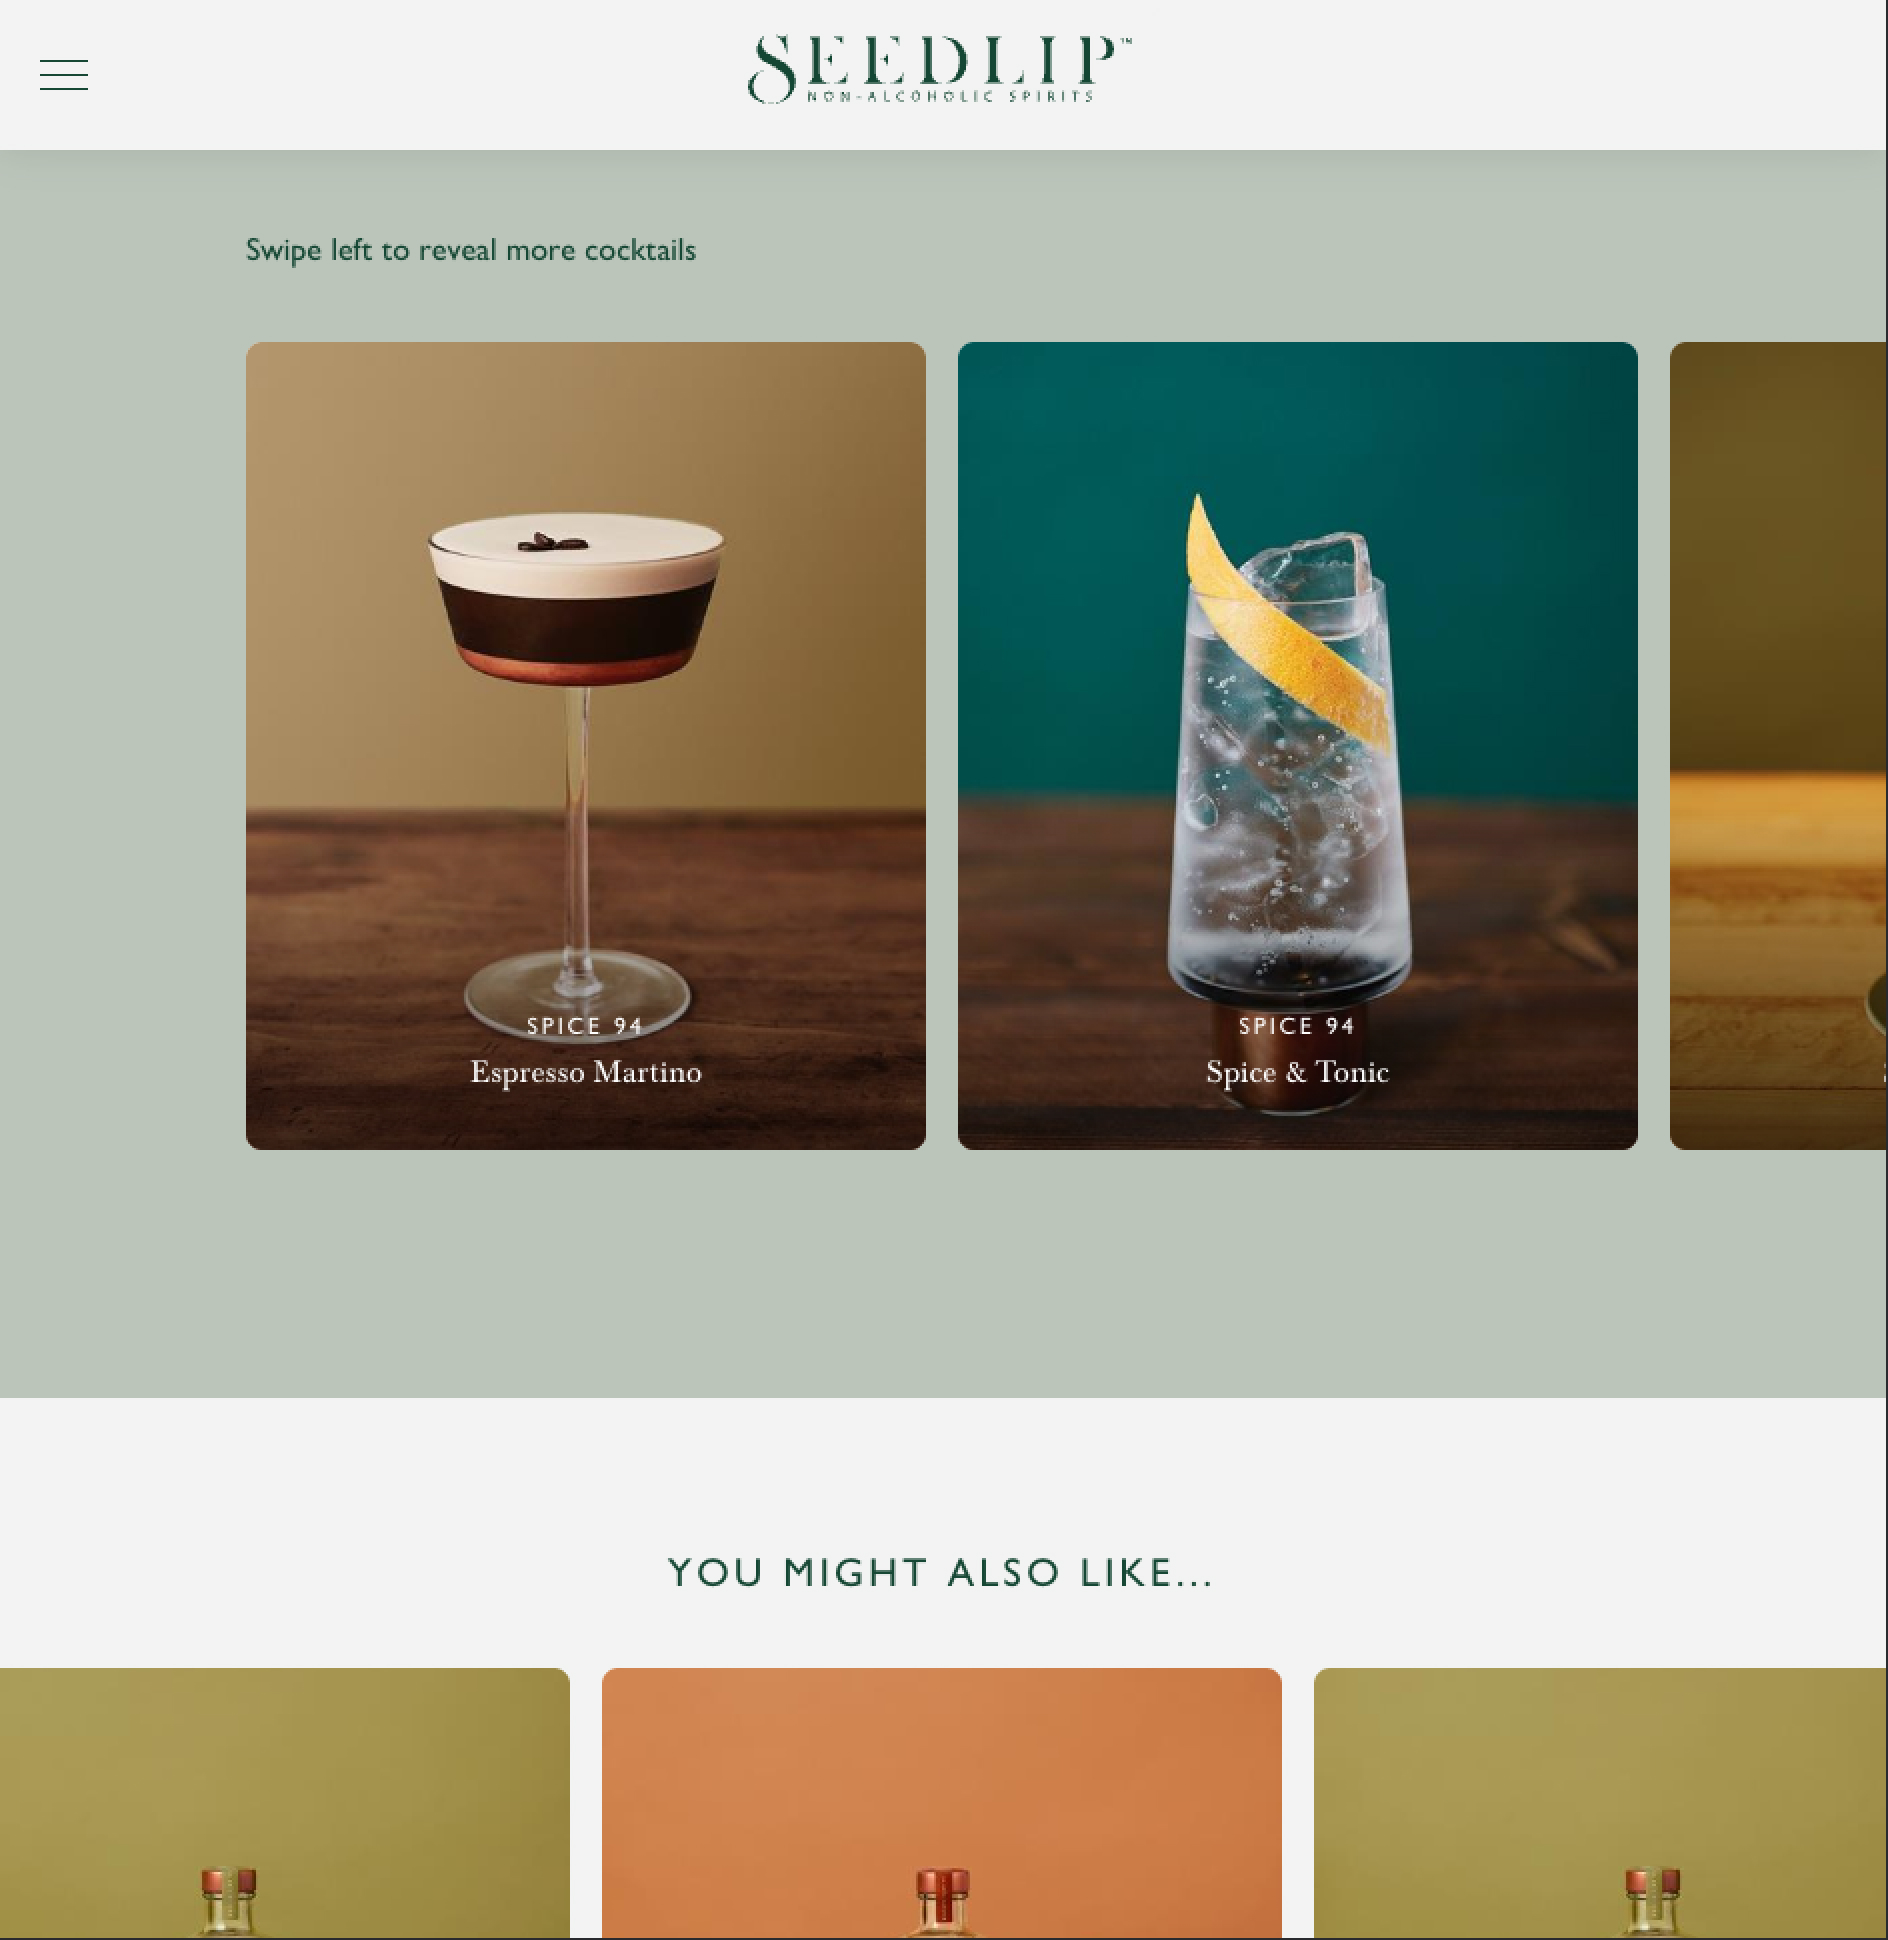 SEEDLIP™
NON-ALCOHOLIC SPIRITS
Swipe left to reveal more cocktails
SPICE 94
Espresso Martino
SPICE 94
Spice & Tonic
YOU MIGHT ALSO LIKE...